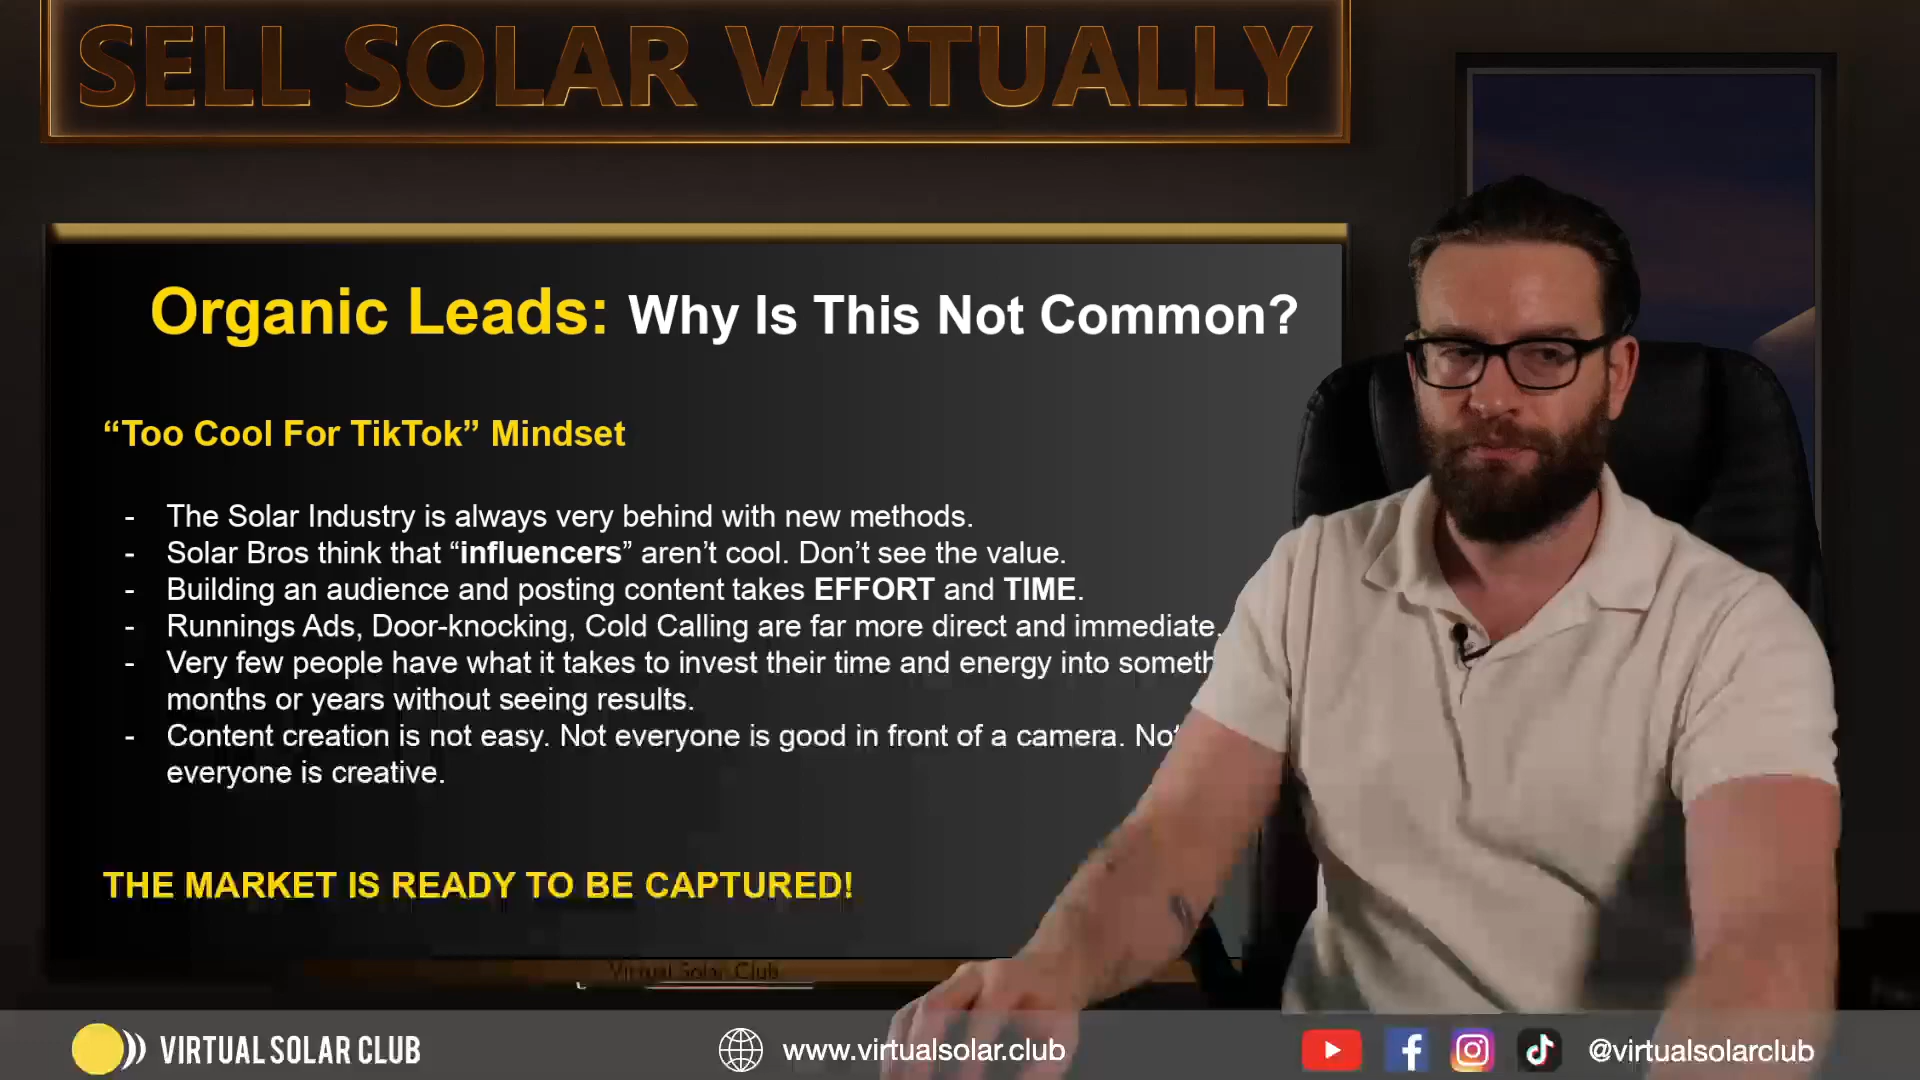 SELL SOLAR VIRTUALLY
Organic Leads: Why Is This Not Common?
“Too Cool For TikTok” Mindset
- The Solar Industry is always very behind with new methods.
- Solar Bros think that “influencers” aren’t cool. Don’t see the value.
- Building an audience and posting content takes EFFORT and TIME.
- Runnings Ads, Door-knocking, Cold Calling are far more direct and immediate.
- Very few people have what it takes to invest their time and energy into
months or years without seeing results.
- Content creation is not easy. Not everyone is good in front of a camera. Not
everyone is creative.
THE MARKET IS READY TO BE CAPTURED!
Virtual Solar Club
VIRTUAL SOLAR CLUB
www.virtualsolar.club
@virtualsolarclub